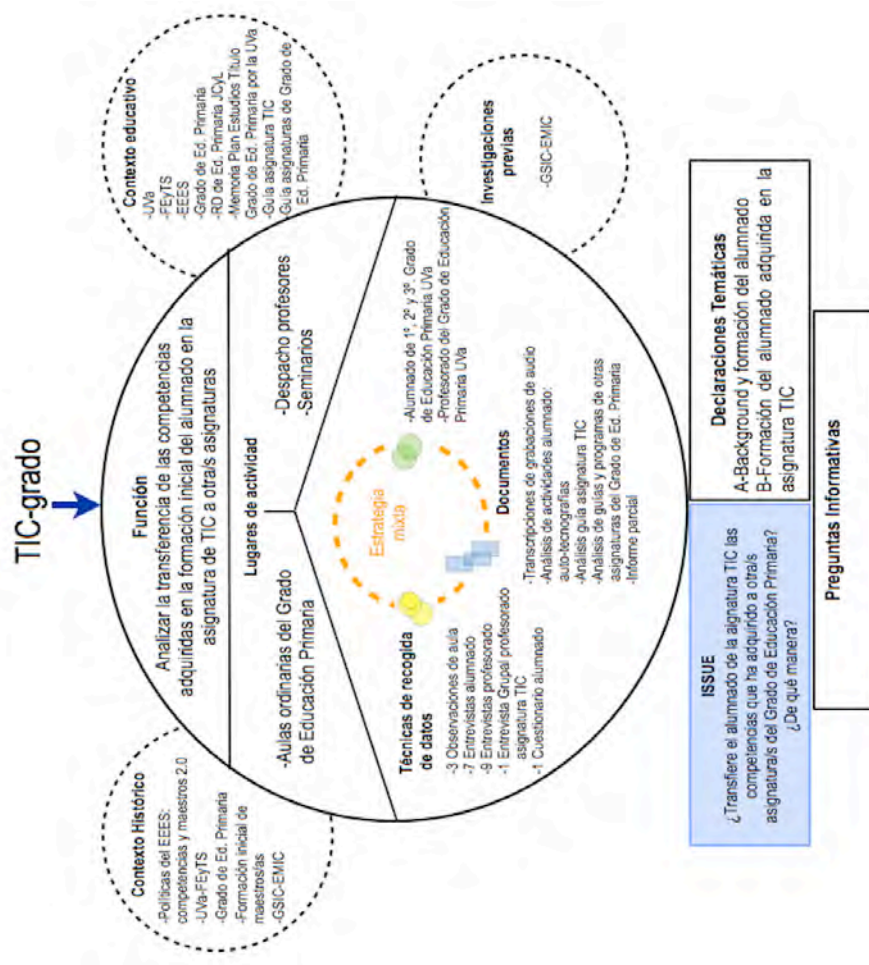 TIC-grado
Contexto Histórico
-Políticas del EEES:
competencias y maestros 2.0
-UVa-FEyTS
-Grado de Ed. Primaria
-Formación inicial de
maestros/as
-GSIC-EMIC
Función
Analizar la transferencia de las competencias
adquiridas en la formación inicial del alumnado en la
asignatura de TIC a otra/s asignaturas
Contexto educativo
-UVa
-FEyTS
-EEES
-Grado de Ed. Primaria
-RD de Ed. Primaria JCyL
-Memoria Plan Estudios Título
Grado de Ed. Primaria por la UVa
-Guía asignatura TIC
-Guías asignaturas de Grado de
Ed. Primaria
Lugares de actividad
-Aulas ordinarias del Grado
de Educación Primaria
-Despacho profesores
-Seminarios
Técnicas de recogida
de datos
-3 Observaciones de aula
-7 Entrevistas alumnado
-9 Entrevistas profesorado
-1 Entrevista Grupal profesorado
asignatura TIC
-1 Cuestionario alumnado
Estrategia
mixta
-Alumnado de 1º, 2º y 3º. Grado
de Educación Primaria UVa
-Profesorado del Grado de Educación
Primaria UVa
Documentos
-Transcripciones de grabaciones de audio
-Análisis de actividades alumnado:
auto-tecnografías
-Análisis guía asignatura TIC
-Análisis de guías y programas de otras
asignaturas del Grado de Ed. Primaria
-Informe parcial
Investigaciones
previas
-GSIC-EMIC
ISSUE
¿Transfiere el alumnado de la aignatura TIC las
competencias que ha adquirido a otra/s
asignatura/s del Grado de Educación Primaria?
¿De qué manera?
Declaraciones Temáticas
A-Background y formación del alumnado
B-Formación del alumnado adquirida en la
asignatura TIC
Preguntas Informativas